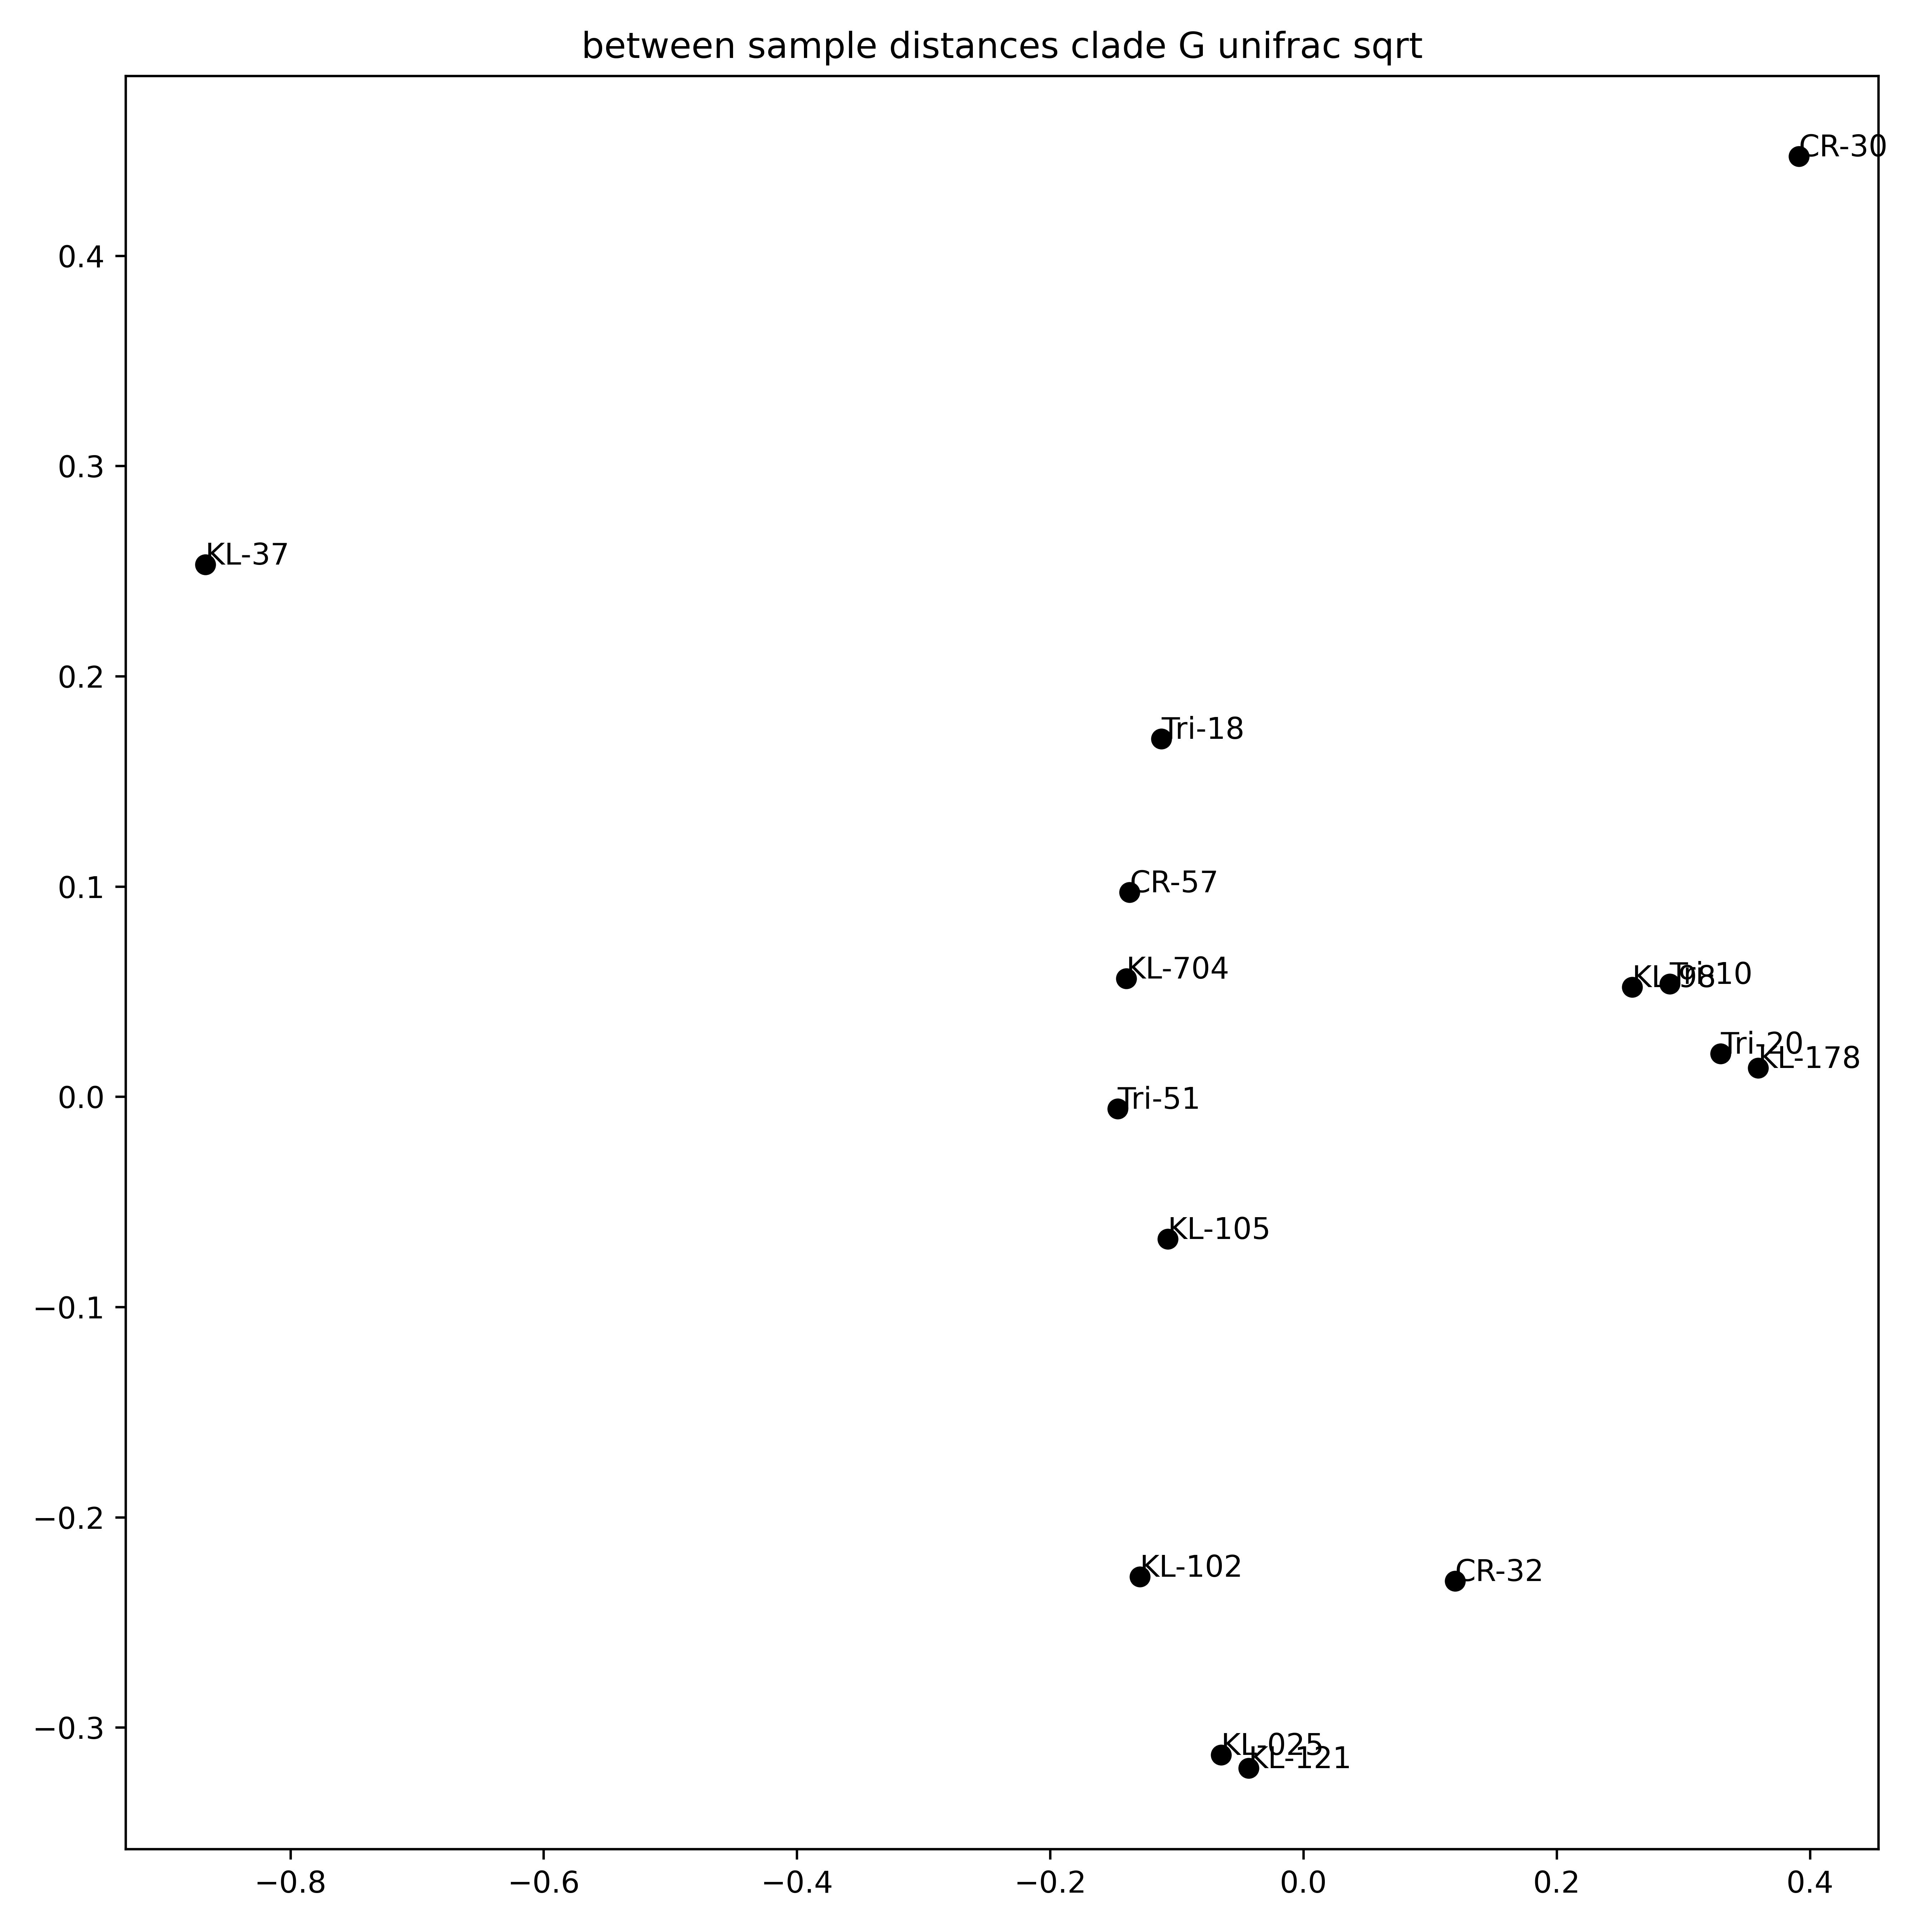 between sample distances clade G unifrac sqrt
CR-30
0.4
KL-37
0.3
0.2
Tri-18
CR-57
0.1
KL-704
KL-98
Tri-10
Tri-20
KL-178
0.0
Tri-51
KL-105
−0.1
−0.2
KL-102
CR-32
−0.3
KL-025
KL-121
−0.8 −0.6 −0.4 −0.2 0.0 0.2 0.4